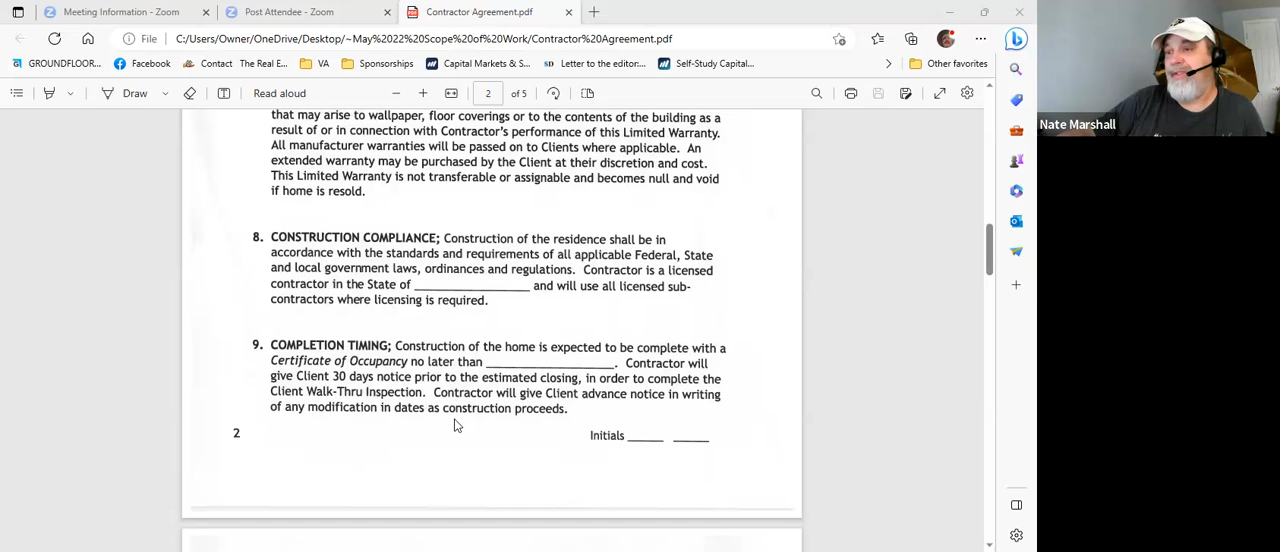 Meeting Information - Zoom
Post Attendee - Zoom
Contractor Agreement.pdf
File
C:/Users/Owner/OneDrive/Desktop/~May%2022%20Scope%20of%20Work/Contractor%20Agreement.pdf
GROUNDFLOOR...
Facebook
Contact
The Real E...
VA
Sponsorships
Capital Markets & S...
Letter to the editor:...
Self-Study Capital...
Other favorites
Draw
Read aloud
2
of 5
Nate Marshall
that may arise to wallpaper, floor coverings or to the contents of the building as a
result of or in connection with Contractor's performance of this Limited Warranty.
All manufacturer warranties will be passed on to Clients where applicable. An
extended warranty may be purchased by the Client at their discretion and cost.
This Limited Warranty is not transferable or assignable and becomes null and void
if home is resold.
8. CONSTRUCTION COMPLIANCE; Construction of the residence shall be in
accordance with the standards and requirements of all applicable Federal, State
and local government laws, ordinances and regulations. Contractor is a licensed
contractor in the State of ________________ and will use all licensed sub-
contractors where licensing is required.
9. COMPLETION TIMING; Construction of the home is expected to be complete with a
Certificate of Occupancy no later than __________________. Contractor will
give Client 30 days notice prior to the estimated closing, in order to complete the
Client Walk-Thru Inspection. Contractor will give Client advance notice in writing
of any modification in dates as construction proceeds.
2
Initials _____ _____